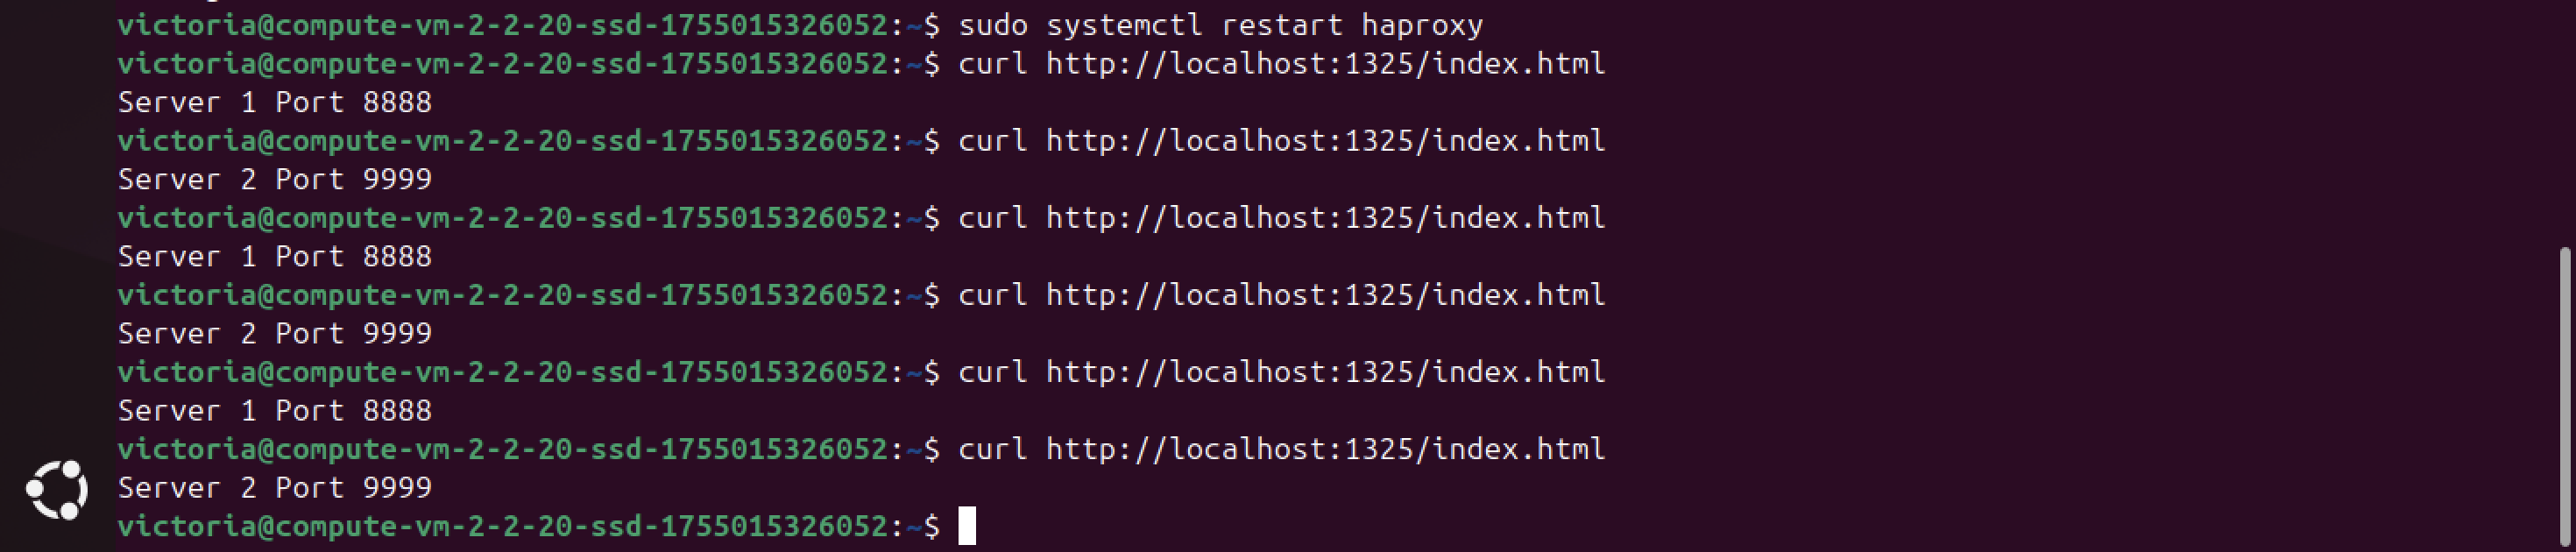 victoria@compute-vm-2-2-20-ssd-1755015326052:~$ sudo systemctl restart haproxy
victoria@compute-vm-2-2-20-ssd-1755015326052:~$ curl http://localhost:1325/index.html
Server 1 Port 8888
victoria@compute-vm-2-2-20-ssd-1755015326052:~$ curl http://localhost:1325/index.html
Server 2 Port 9999
victoria@compute-vm-2-2-20-ssd-1755015326052:~$ curl http://localhost:1325/index.html
Server 1 Port 8888
victoria@compute-vm-2-2-20-ssd-1755015326052:~$ curl http://localhost:1325/index.html
Server 2 Port 9999
victoria@compute-vm-2-2-20-ssd-1755015326052:~$ curl http://localhost:1325/index.html
Server 1 Port 8888
victoria@compute-vm-2-2-20-ssd-1755015326052:~$ curl http://localhost:1325/index.html
Server 2 Port 9999
victoria@compute-vm-2-2-20-ssd-1755015326052:~$